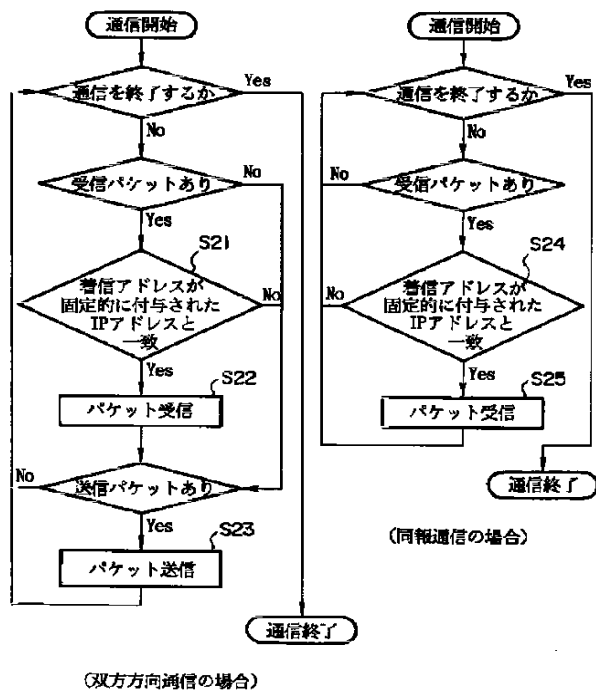 通信開始
通信を終了するか
Yes
No
受信パケットあり
No
Yes
S21
着信アドレスが
固定的に付与された
IPアドレスと
一致
No
Yes
S22
パケット受信
No
送信パケットあり
Yes
S23
パケット送信
通信終了
(双方方向通信の場合)
通信開始
通信を終了するか
Yes
No
受信パケットあり
No
Yes
S24
着信アドレスが
固定的に付与された
IPアドレスと
一致
No
Yes
S25
パケット受信
通信終了
(同報通信の場合)